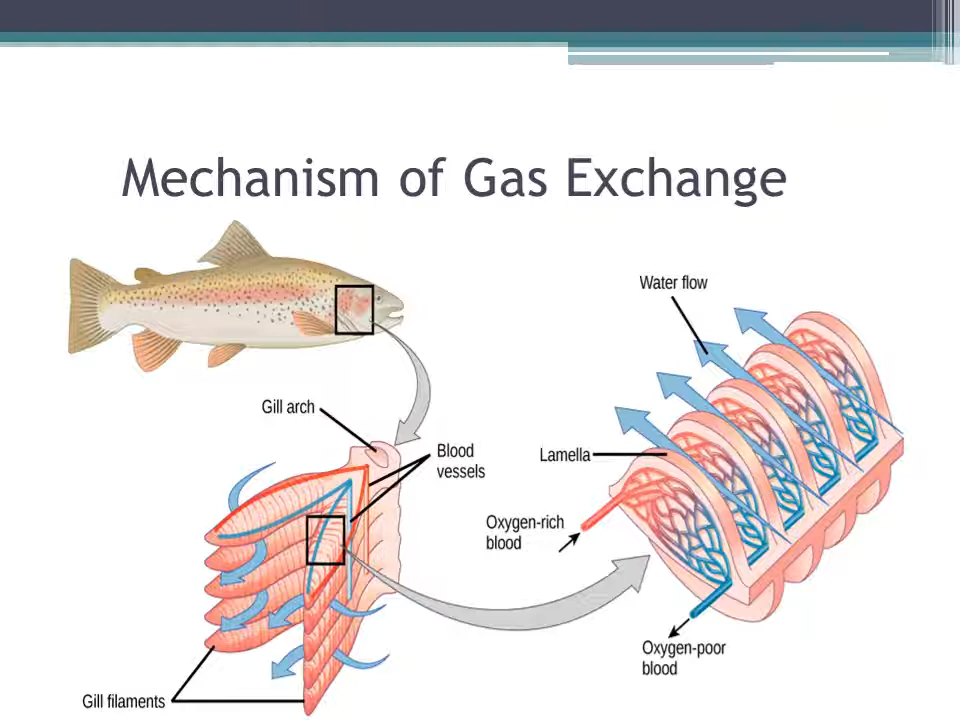 Mechanism of Gas Exchange
Water flow
Gill arch
Blood
vessels
Lamella
Oxygen-rich
blood
Oxygen-poor
blood
Gill filaments